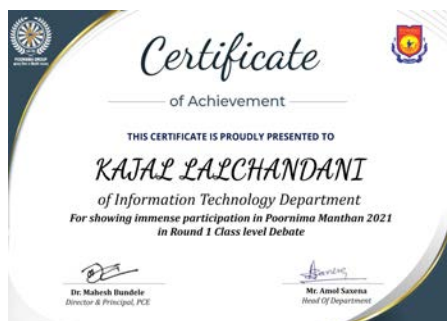 Certificate
of Achievement
POORNIMA GROUP
THIS CERTIFICATE IS PROUDLY PRESENTED TO
KAJAL LALCHANDANI
of Information Technology Department
For showing immense participation in Poornima Manthan 2021
in Round 1 Class level Debate
Dr. Mahesh Bundele
Director & Principal, PCE
Mr. Amol Saxena
Head Of Department